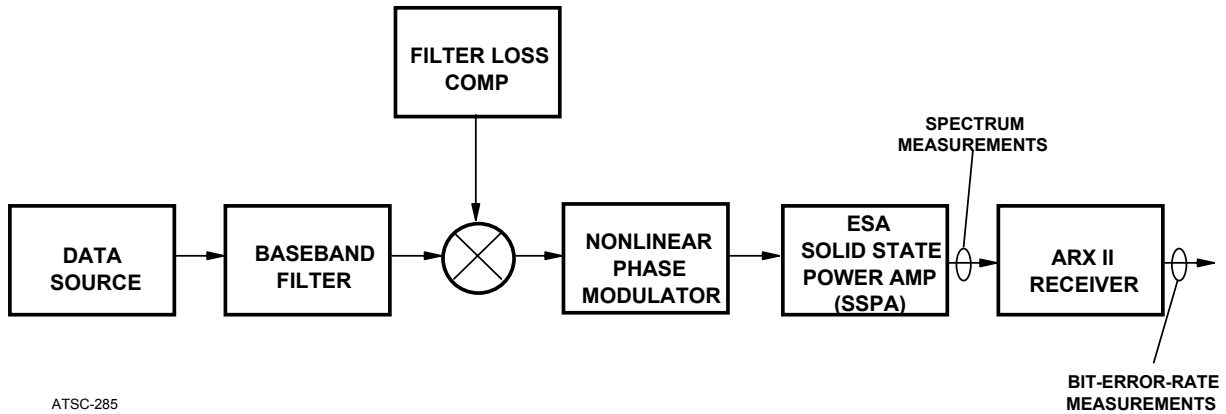 FILTER LOSS
COMP
SPECTRUM
MEASUREMENTS
DATA
SOURCE
BASEBAND
FILTER
NONLINEAR
PHASE
MODULATOR
ESA
SOLID STATE
POWER AMP
(SSPA)
ARX II
RECEIVER
BIT-ERROR-RATE
MEASUREMENTS
ATSC-285